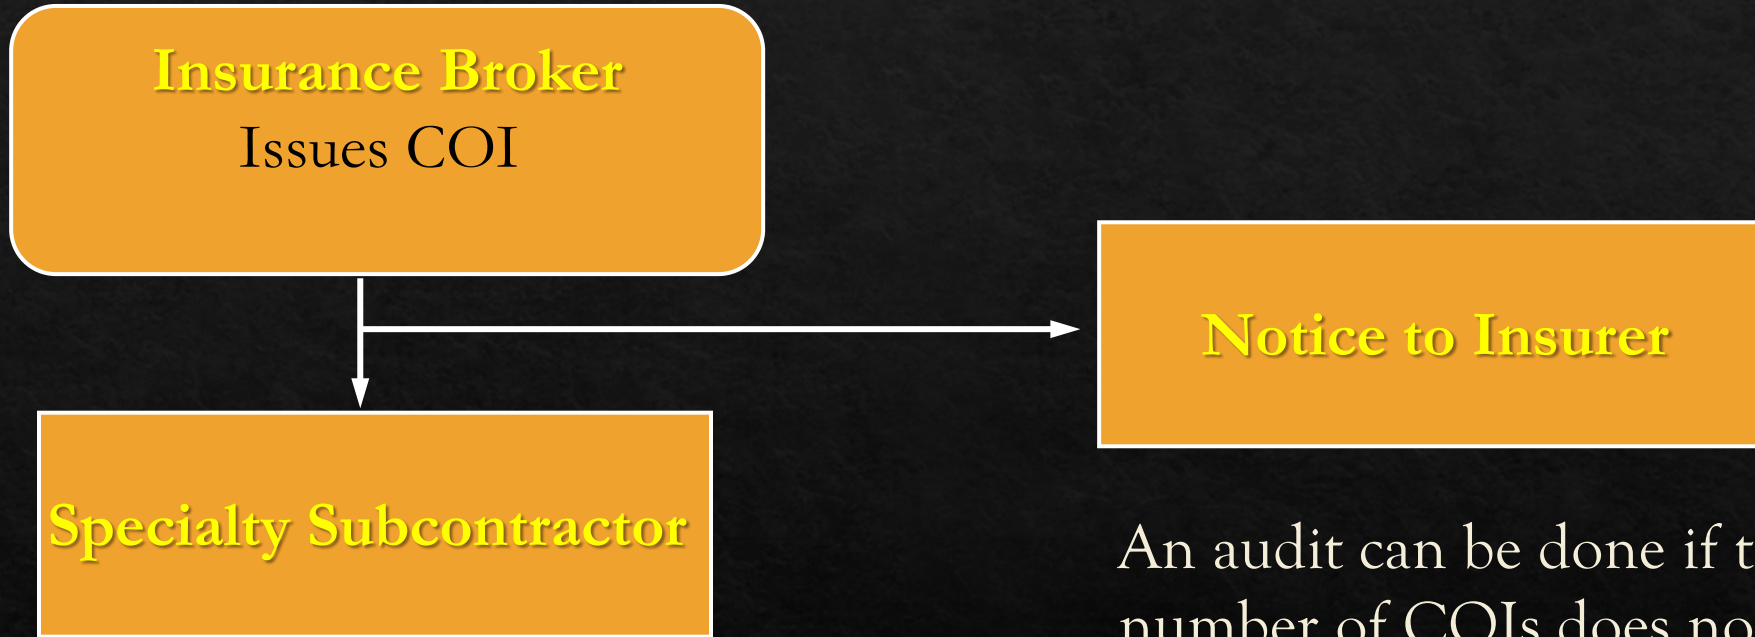 Insurance Broker
Issues COI
Notice to Insurer
Specialty Subcontractor
An audit can be done if
number of COIs does